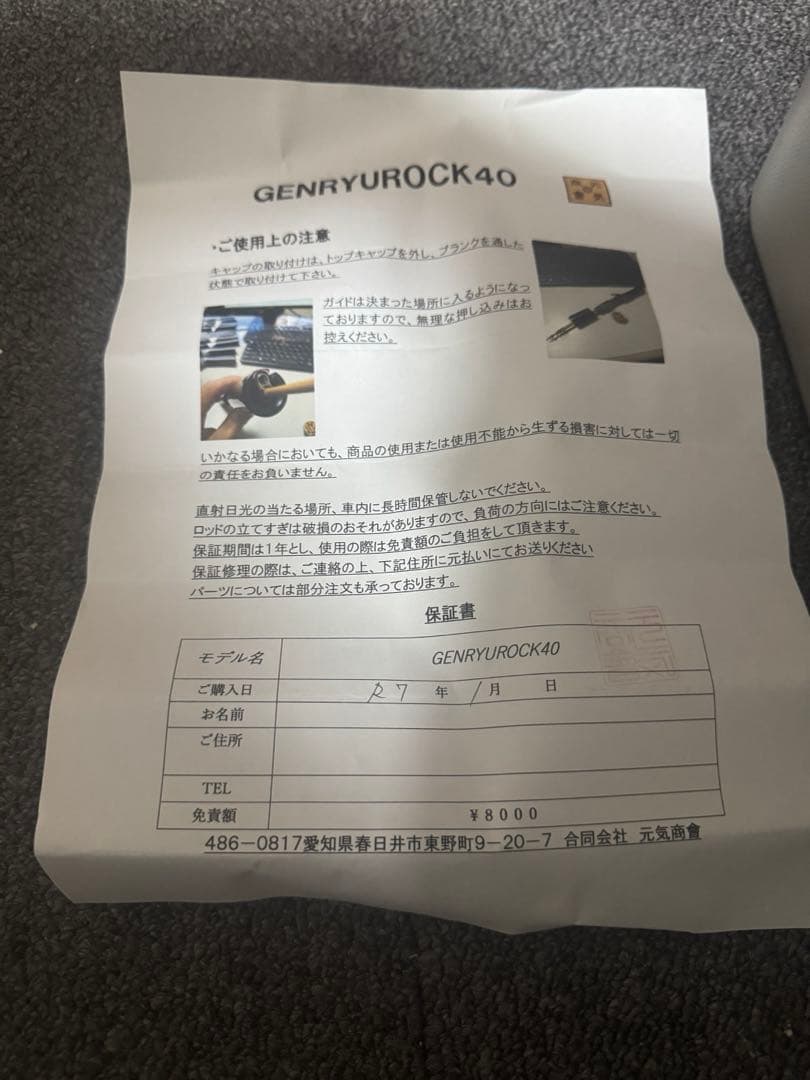 GENRYUROCK40
・ご使用上の注意
キャップの取り付けは、トップキャップを外し、ブランクを通した
状態で取り付けて下さい。
ガイドは決まった場所に入るようになっ
ておりますので、無理な押し込みはお
控えください。
いかなる場合においても、商品の使用または使用不能から生ずる損害に対しては一切
の責任をお負いません。
直射日光の当たる場所、車内に長時間保管しないでください。
ロッドの立てすぎは破損のおそれがありますので、負荷の方向にはご注意ください。
保証期間は1年とし、使用の際は免責額のご負担をして頂きます。
保証修理の際は、ご連絡の上、下記住所に元払いにてお送りください
パーツについては部分注文も承っております。
保証書
モデル名 GENRYUROCK40
ご購入日 R7 年 1 月 日
お名前
ご住所
TEL
免責額 ¥8000
486-0817愛知県春日井市東野町9-20-7 合同会社 元気商會